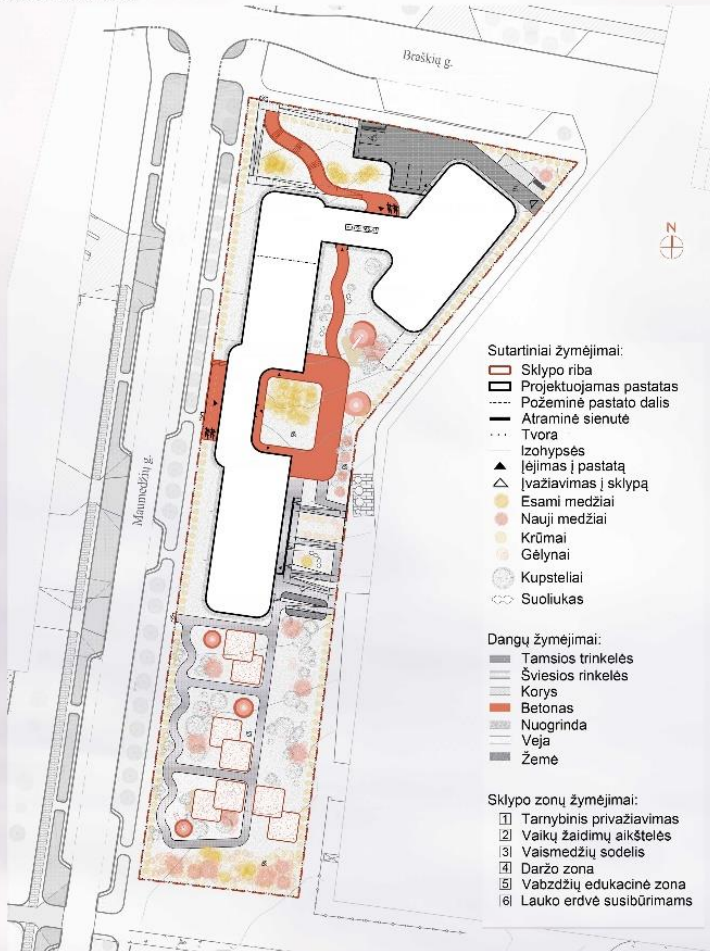 Broškių g.
N
Maumedžių g.
Sutartiniai žymėjimai:
Sklypo riba
Projektuojamas pastatas
Požeminė pastato dalis
Atraminė sienutė
Tvora
Izohypsės
Įėjimas į pastatą
Įvažiavimas į sklypą
Esami medžiai
Nauji medžiai
Krūmai
Gėlynai
Kupsteliai
Suoliukas
Dangų žymėjimai:
Tamsios trinkelės
Šviesios rinkelės
Korys
Betonas
Nuogrinda
Veja
Žemė
Sklypo zonų žymėjimai:
1 Tarnybinis privažiavimas
2 Vaikų žaidimų aikštelės
3 Vaismedžių sodelis
4 Daržo zona
5 Vabzdžių edukacinė zona
6 Lauko erdvė susibūrimams